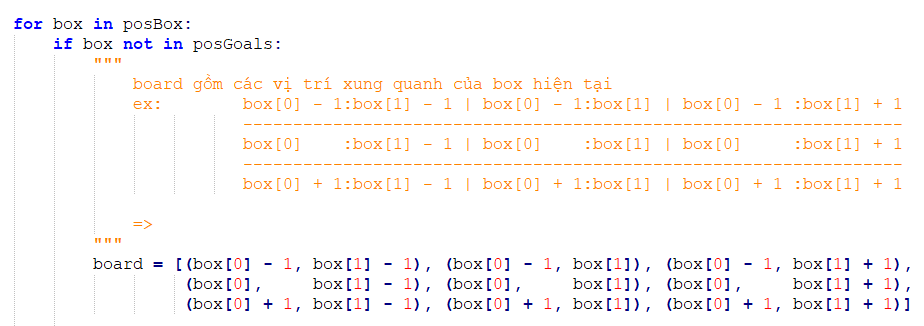 for box in posBox:
    if box not in posGoals:
        """
            board gồm các vị trí xung quanh của box hiện tại
            ex:        box[0] - 1:box[1] - 1 | box[0] - 1:box[1] | box[0] - 1 :box[1] + 1
                       ------------------------------------------------------------------
                       box[0]    :box[1] - 1 | box[0]    :box[1] | box[0]     :box[1] + 1
                       ------------------------------------------------------------------
                       box[0] + 1:box[1] - 1 | box[0] + 1:box[1] | box[0] + 1 :box[1] + 1
            =>
        """
        board = [(box[0] - 1, box[1] - 1), (box[0] - 1, box[1]), (box[0] - 1, box[1] + 1),
                 (box[0],     box[1] - 1), (box[0],     box[1]), (box[0],     box[1] + 1),
                 (box[0] + 1, box[1] - 1), (box[0] + 1, box[1]), (box[0] + 1, box[1] + 1)]